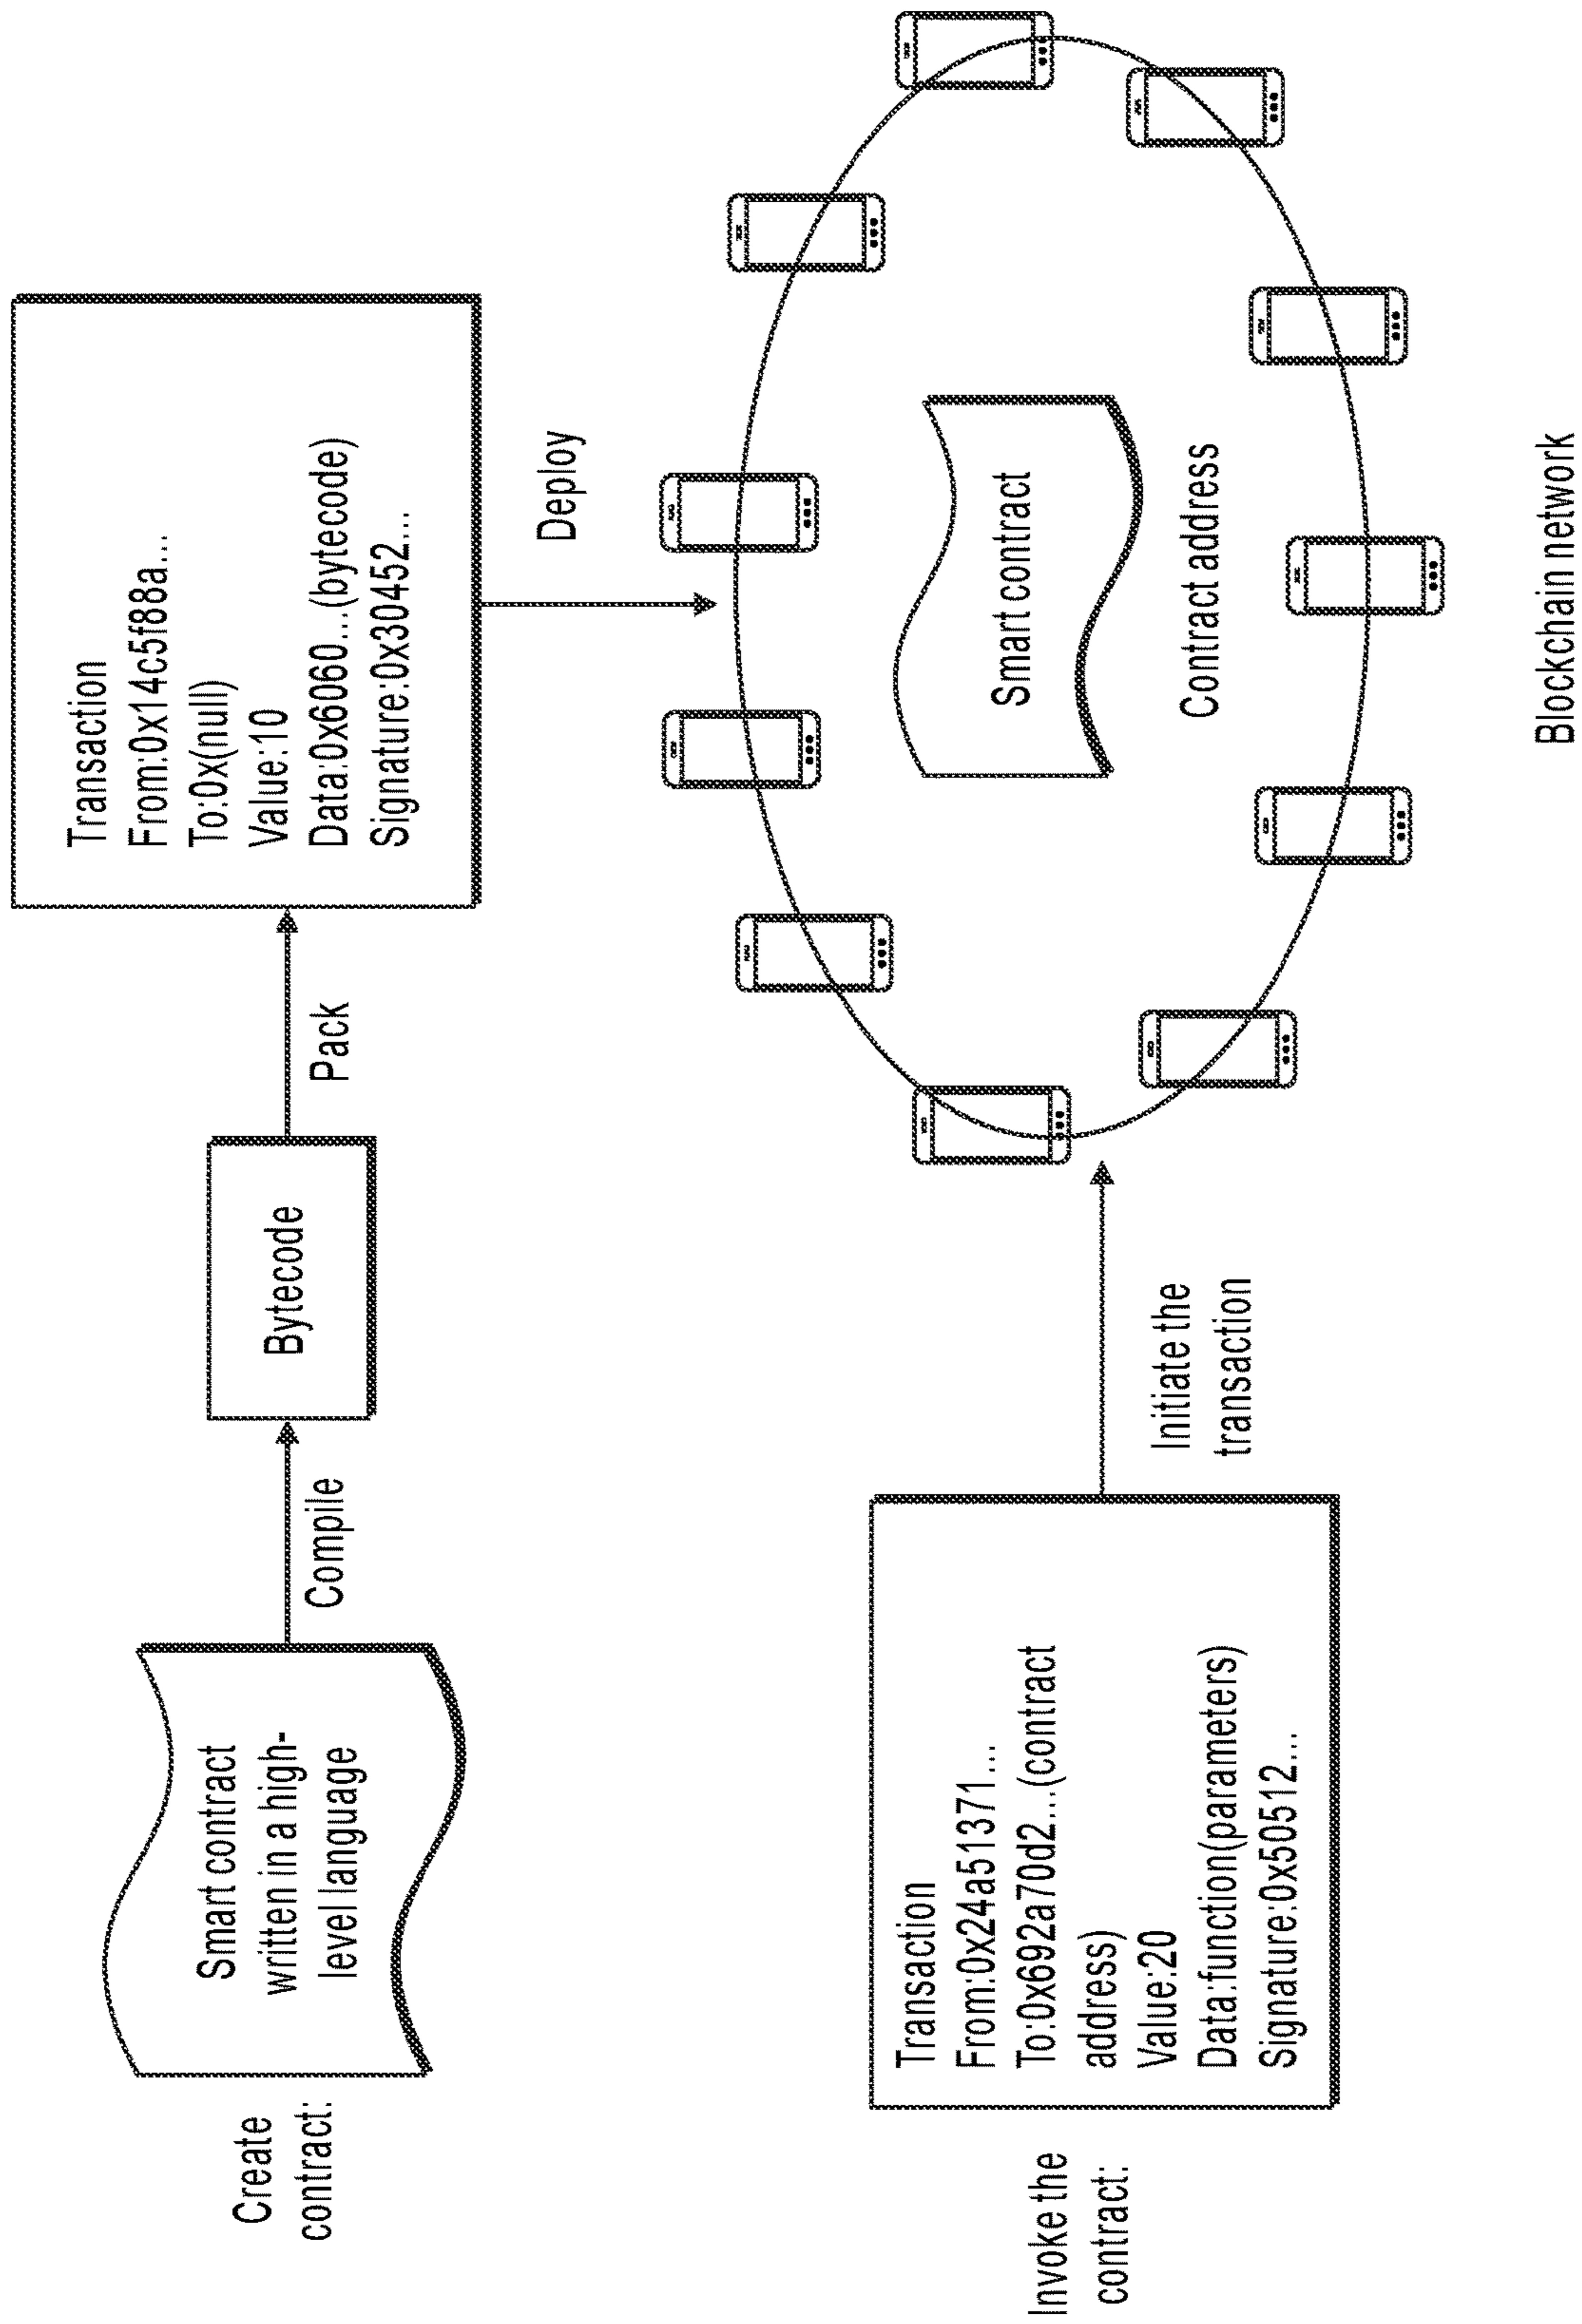 Create
contract:
Smart contract
written in a high-
level language
Compile
Bytecode
Pack
Transaction
From:0x14c5f88a...
To:0x(null)
Value:10
Data:0x6060...(bytecode)
Signature:0x30452...
Deploy
Invoke the
contract:
Transaction
From:0x24a51371...
To:0x692a70d2...(contract
address)
Value:20
Data:function(parameters)
Signature:0x50512...
Initiate the
transaction
Smart contract
Contract address
Blockchain network